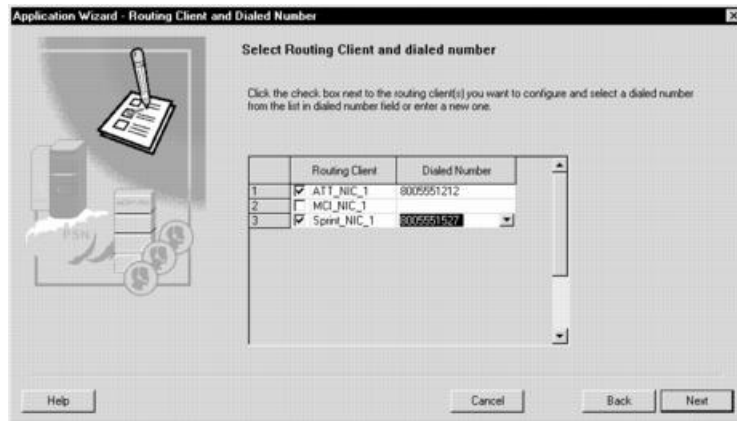 Application Wizard - Routing Client and Dialed Number
Select Routing Client and dialed number
Click the check box next to the routing client(s) you want to configure and select a dialed number
from the list in dialed number field or enter a new one.
Routing Client Dialed Number
1 ATT_NIC_1 8005551212
2 MCI_NIC_1
3 Sprint_NIC_1 8005551527
PSN
Help Cancel Back Next